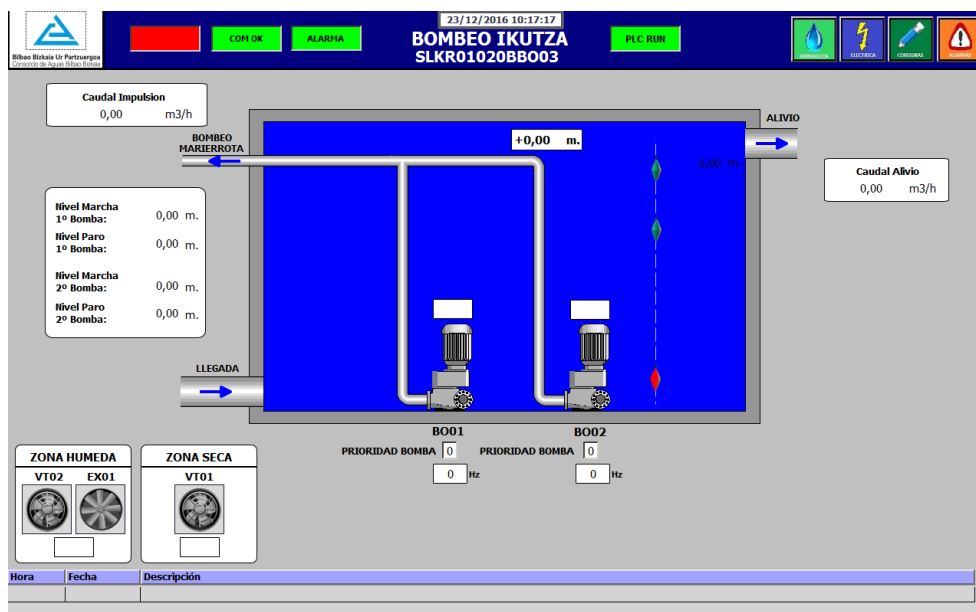 23/12/2016 10:17:17
BOMBEO IKUTZA
SLKR01020BBO03
COM OK
ALARMA
PLC RUN
Bilbao Bizkaia Ur Partzuergoa
Consorcio de Aguas Bilbao Bizkaia
HIDRAULICA
ELECTRICA
CONSIGNAS
ALARMAS
Caudal Impulsion
0,00 m3/h
BOMBEO
MARIERROTA
+0,00 m.
0,00 m.
ALIVIO
Caudal Alivio
0,00 m3/h
Nivel Marcha
1º Bomba: 0,00 m.
Nivel Paro
1º Bomba: 0,00 m.
Nivel Marcha
2º Bomba: 0,00 m.
Nivel Paro
2º Bomba: 0,00 m.
LLEGADA
BO01 BO02
PRIORIDAD BOMBA 0 PRIORIDAD BOMBA 0
0 Hz 0 Hz
ZONA HUMEDA
VT02 EX01
ZONA SECA
VT01
Hora Fecha Descripción